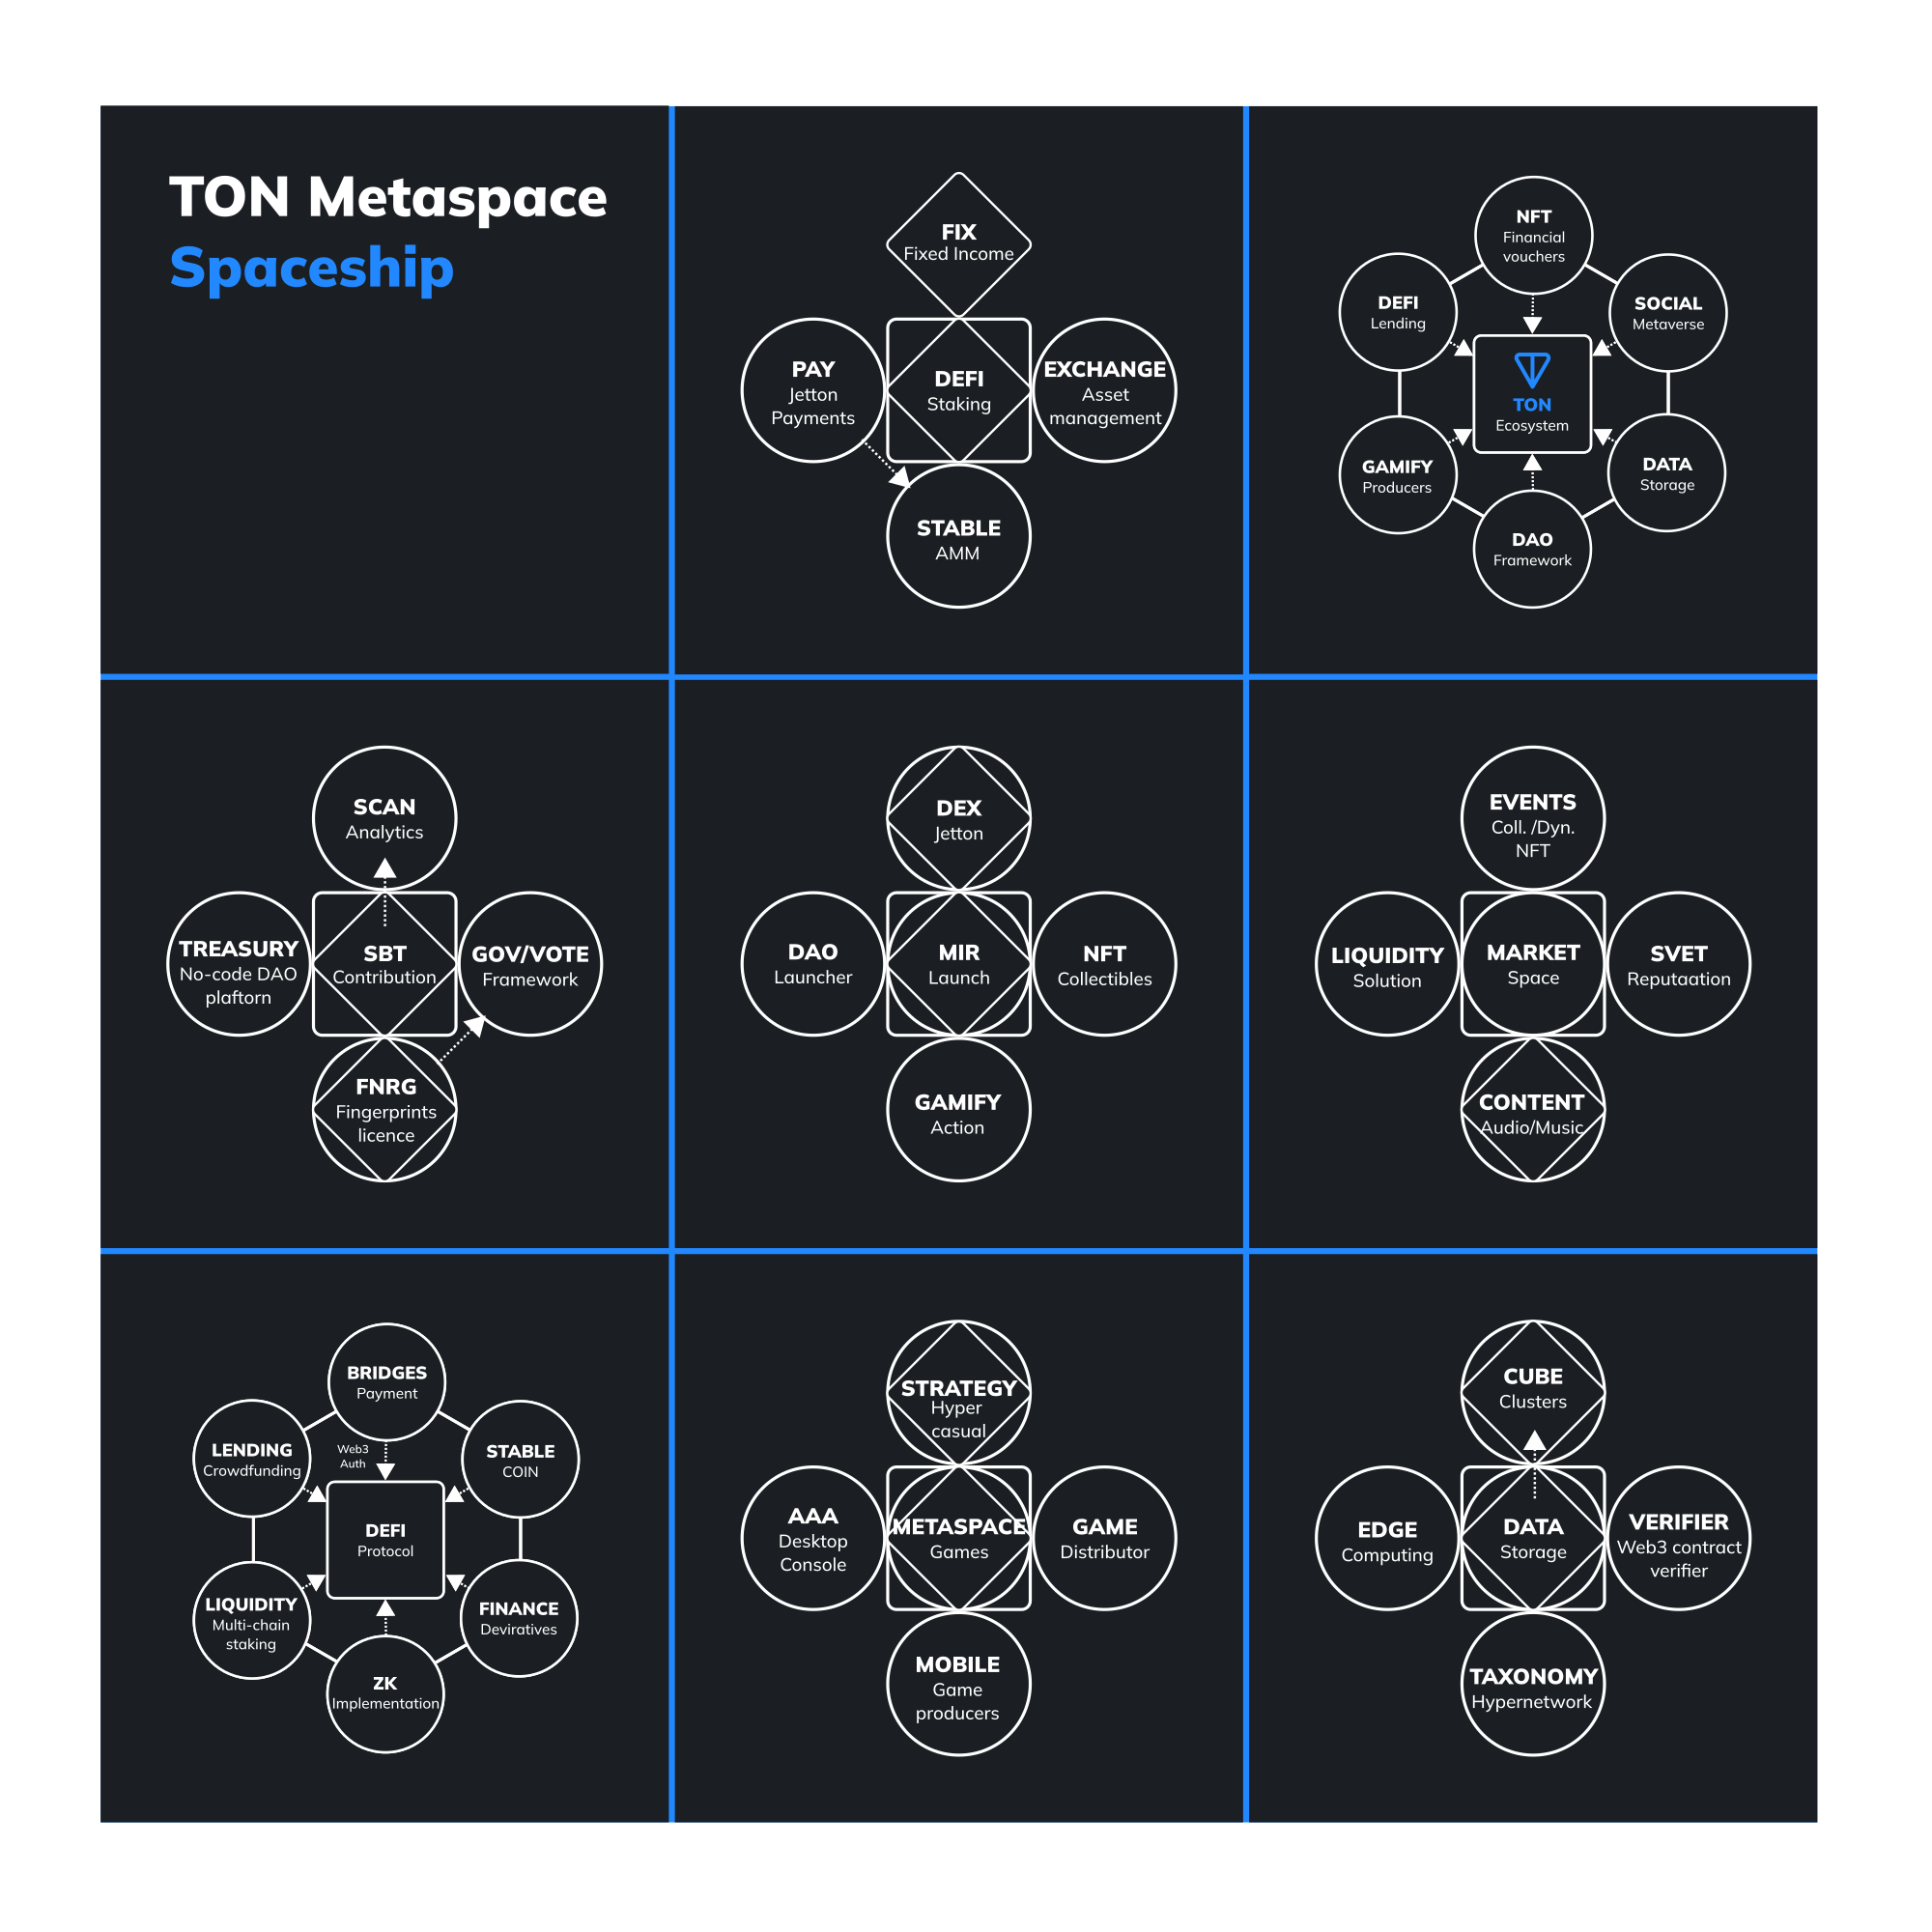 TON Metaspace
Spaceship
FIX
Fixed Income
PAY
Jetton
Payments
DEFI
Staking
EXCHANGE
Asset
management
STABLE
AMM
NFT
Financial
vouchers
DEFI
Lending
SOCIAL
Metaverse
TON
Ecosystem
GAMIFY
Producers
DATA
Storage
DAO
Framework
SCAN
Analytics
TREASURY
No-code DAO
plaftorn
SBT
Contribution
GOV/VOTE
Framework
FNRG
Fingerprints
licence
DEX
Jetton
DAO
Launcher
MIR
Launch
NFT
Collectibles
GAMIFY
Action
EVENTS
Coll. /Dyn.
NFT
LIQUIDITY
Solution
MARKET
Space
SVET
Reputaation
CONTENT
Audio/Music
BRIDGES
Payment
LENDING
Crowdfunding
Web3
Auth
STABLE
COIN
DEFI
Protocol
LIQUIDITY
Multi-chain
staking
FINANCE
Deviratives
ZK
Implementation
STRATEGY
Hyper
casual
AAA
Desktop
Console
METASPACE
Games
GAME
Distributor
MOBILE
Game
producers
CUBE
Clusters
EDGE
Computing
DATA
Storage
VERIFIER
Web3 contract
verifier
TAXONOMY
Hypernetwork